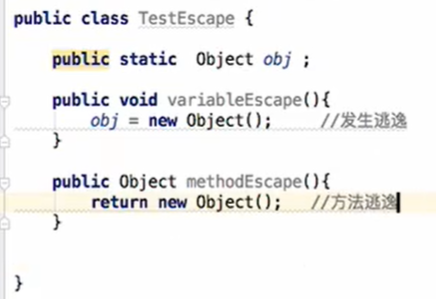 public class TestEscape {
public static  Object obj ;
public void variableEscape(){
obj = new Object();     //发生逃逸
}
public Object methodEscape(){
return new Object();   //方法逃逸
}
}